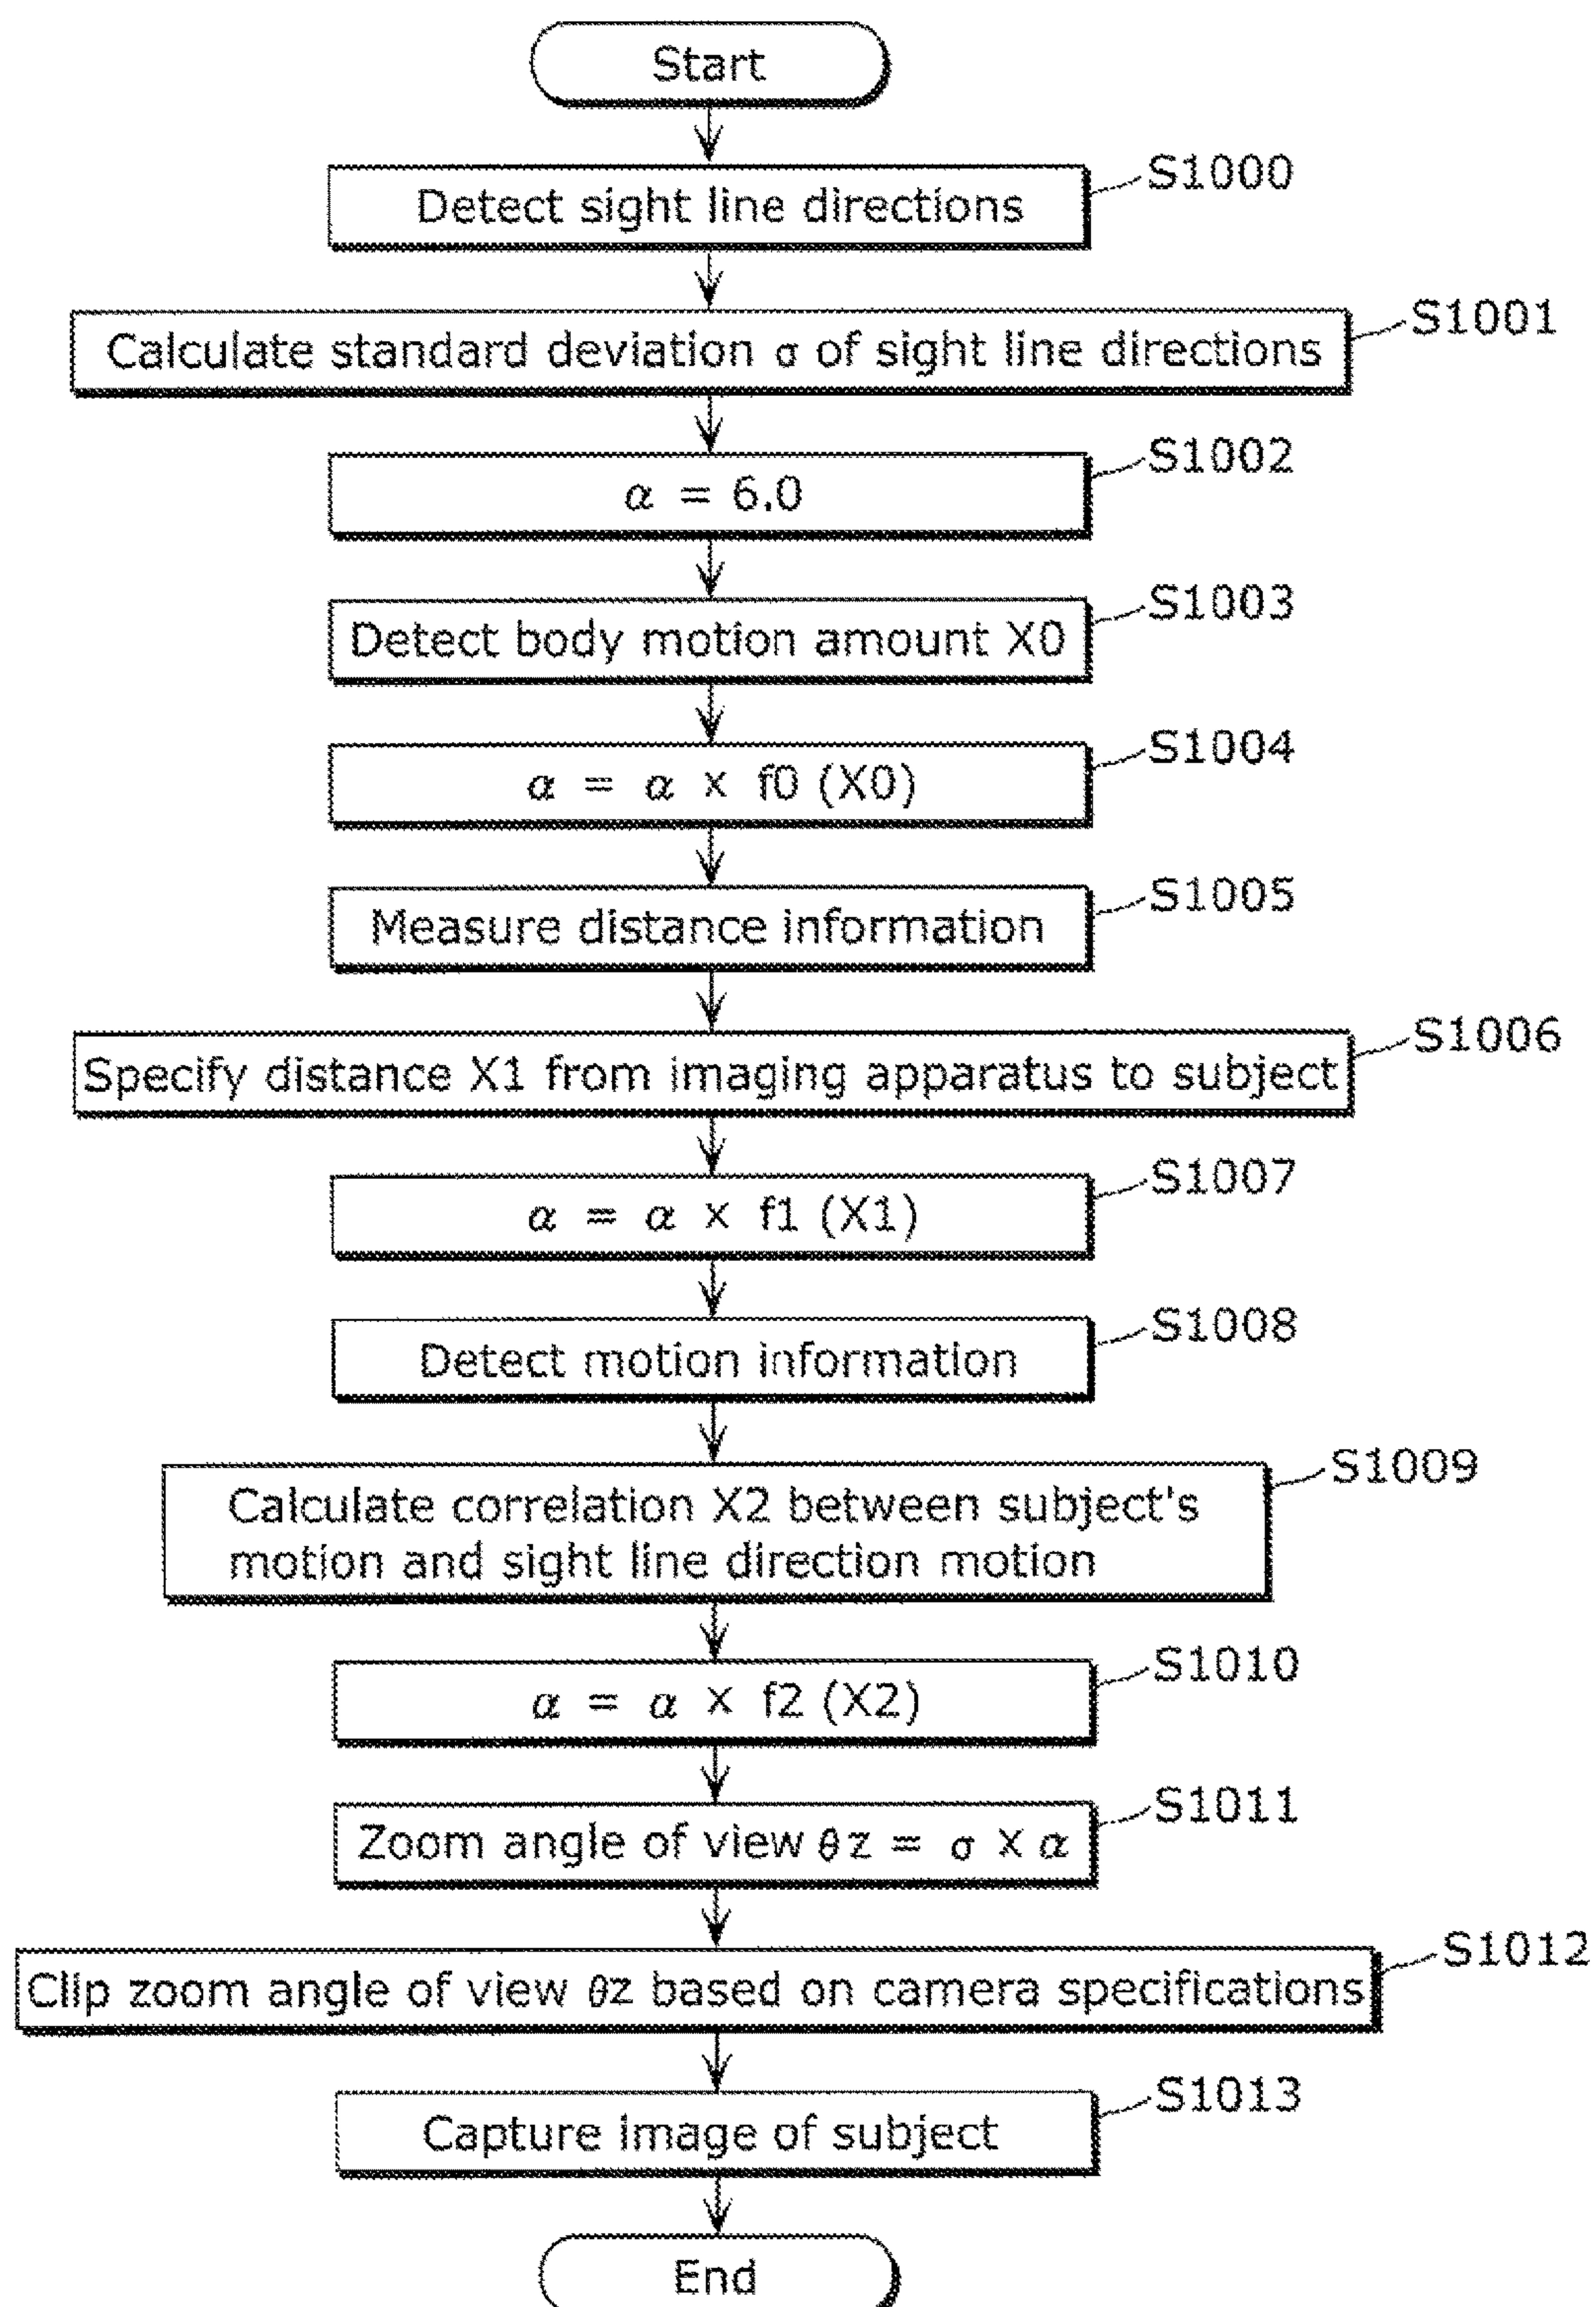 Start
S1000
Detect sight line directions
S1001
Calculate standard deviation σ of sight line directions
S1002
α = 6.0
S1003
Detect body motion amount X0
S1004
α = α x f0 (X0)
S1005
Measure distance information
S1006
Specify distance X1 from imaging apparatus to subject
S1007
α = α x f1 (X1)
S1008
Detect motion information
S1009
Calculate correlation X2 between subject's
motion and sight line direction motion
S1010
α = α x f2 (X2)
S1011
Zoom angle of view θz = σ x α
S1012
Clip zoom angle of view θz based on camera specifications
S1013
Capture image of subject
End